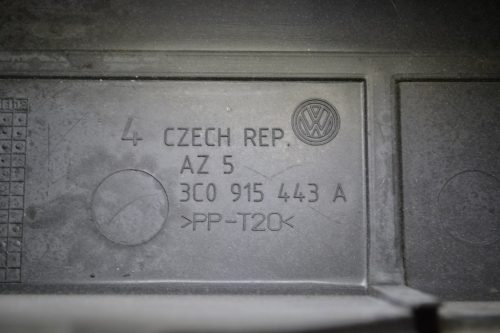 4 CZECH REP.
AZ 5
3C0 915 443 A
>PP-T20<